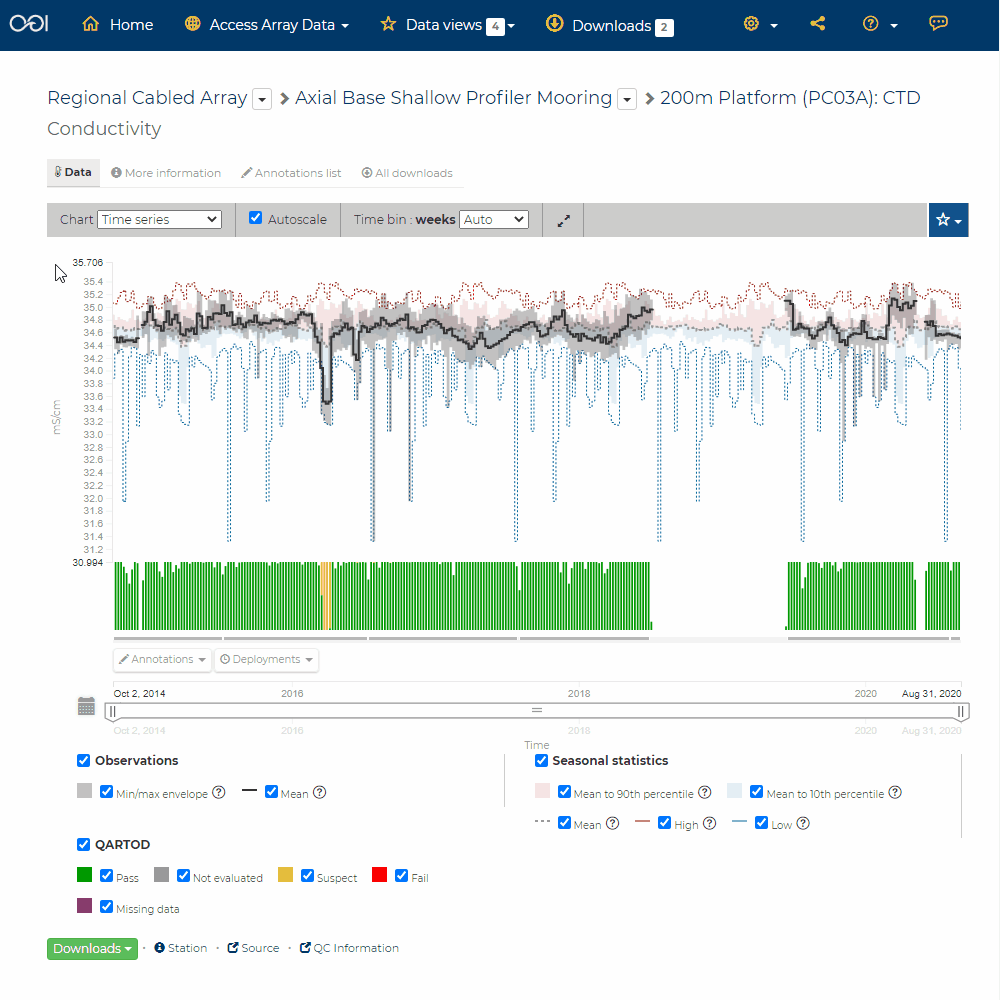 OOI Home Access Array Data Data views 4 Downloads 2
Regional Cabled Array > Axial Base Shallow Profiler Mooring > 200m Platform (PC03A): CTD
Conductivity
Data More information Annotations list All downloads
Chart Time series Autoscale Time bin : weeks Auto
35.706
35.4
35.2
35.0
34.8
34.6
34.4
34.2
34.0
33.8
33.6
33.4
33.2
33.0
32.8
32.6
32.4
32.2
32.0
31.8
31.6
31.4
31.2
30.994
mS/cm
Annotations Deployments
Oct 2, 2014 2016 2018 2020 Aug 31, 2020
Oct 2, 2014 2016 2018 2020 Aug 31, 2020
Time
Observations
Min/max envelope ? Mean ?
Seasonal statistics
Mean to 90th percentile ? Mean to 10th percentile ?
Mean ? High ? Low ?
QARTOD
Pass Not evaluated Suspect Fail
Missing data
Downloads · Station · Source · QC Information